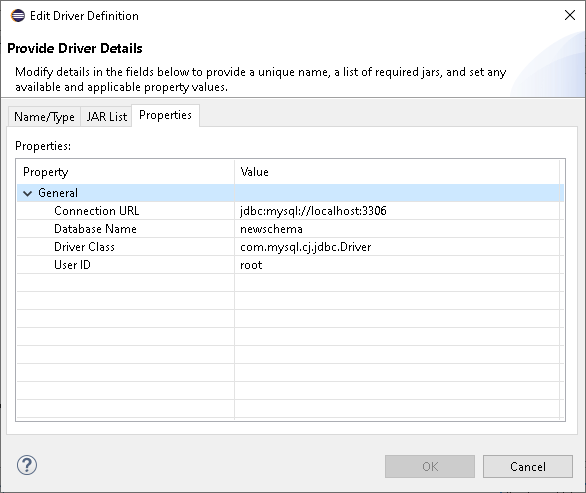 Edit Driver Definition
Provide Driver Details
Modify details in the fields below to provide a unique name, a list of required jars, and set any
available and applicable property values.
Name/Type JAR List Properties
Properties:
Property Value
General
Connection URL jdbc:mysql://localhost:3306
Database Name newschema
Driver Class com.mysql.cj.jdbc.Driver
User ID root
? OK Cancel